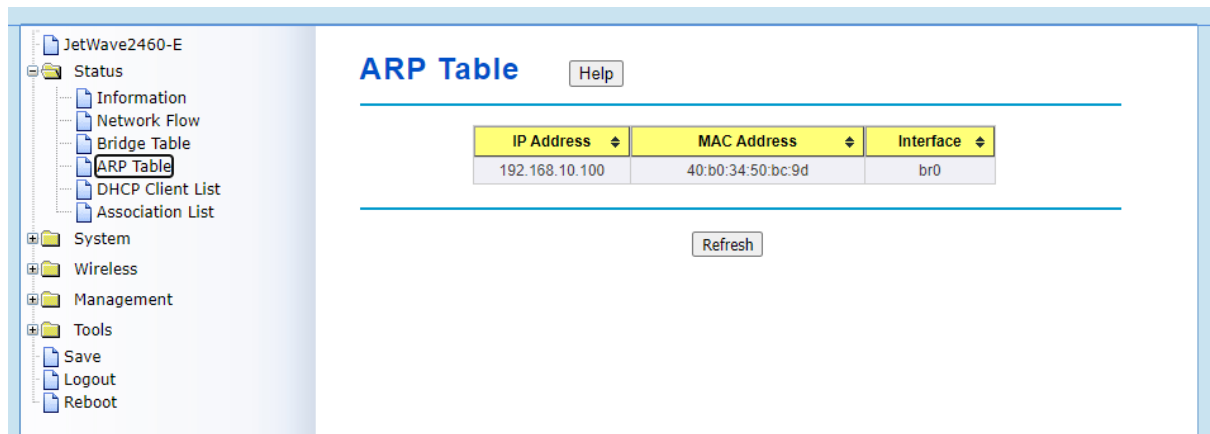 JetWave2460-E
Status
Information
Network Flow
Bridge Table
ARP Table
DHCP Client List
Association List
System
Wireless
Management
Tools
Save
Logout
Reboot
ARP Table Help
IP Address MAC Address Interface
192.168.10.100 40:b0:34:50:bc:9d br0
Refresh